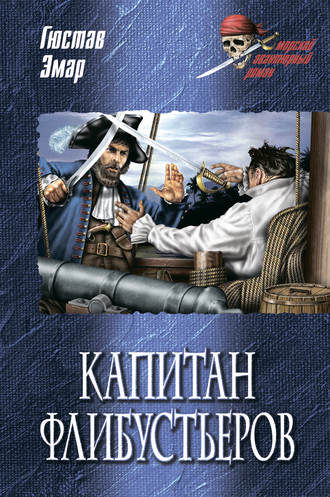 Гюстав
Эмар
МОРСКОЙ
АВАНТЮРНЫЙ
РОМАН
КАПИТАН
ФЛИБУСТЬЕРОВ